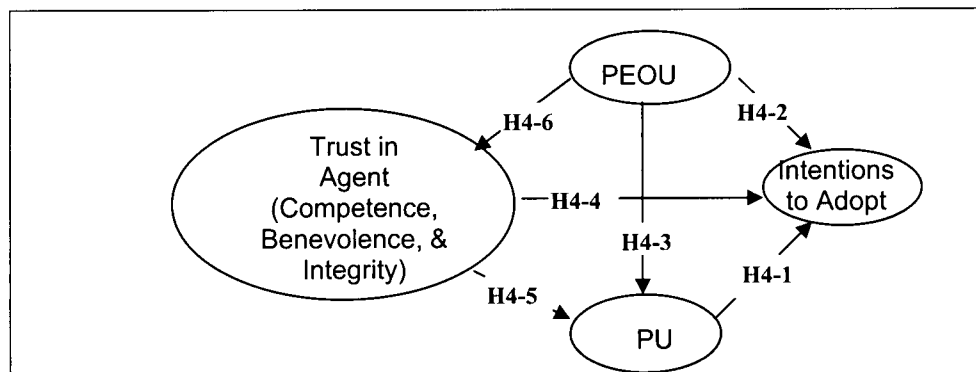 PEOU
H4-2
H4-6
Trust in
Agent
(Competence,
Benevolence, &
Integrity)
Intentions
to Adopt
H4-4
H4-3
H4-5
H4-1
PU